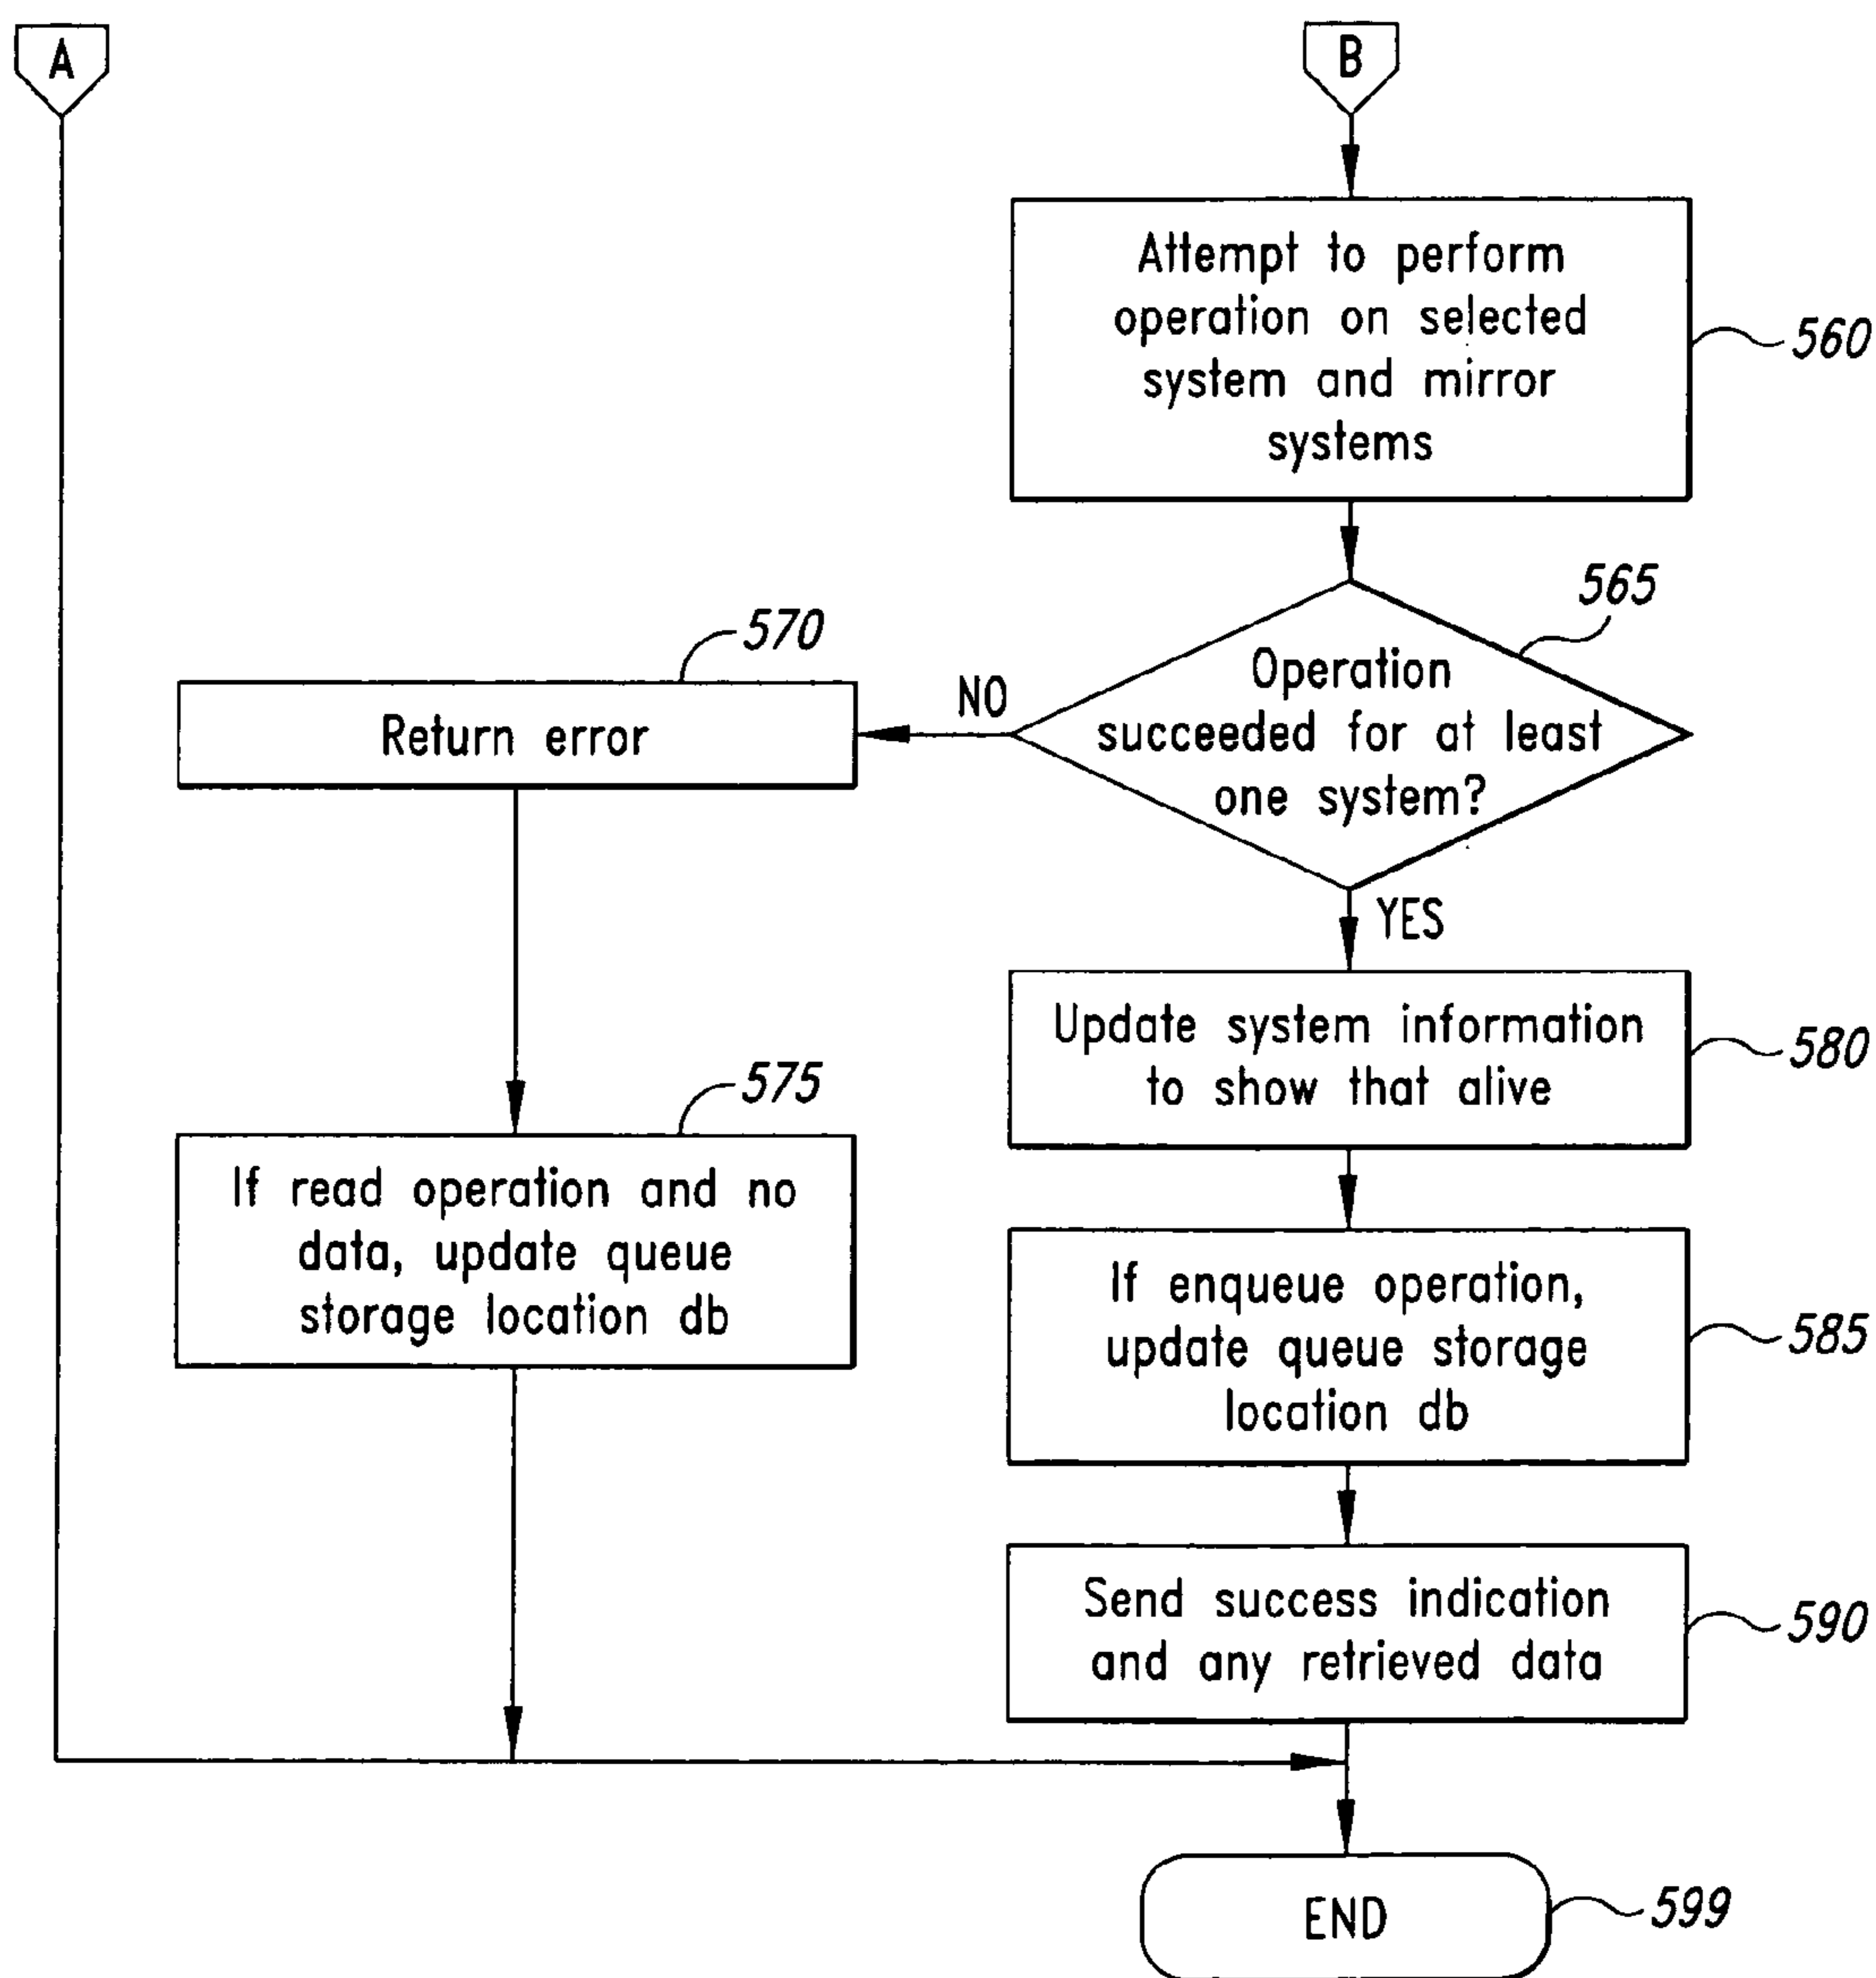 A
B
Attempt to perform
operation on selected
system and mirror
systems
560
565
Operation
succeeded for at least
one system?
NO
570
Return error
YES
575
If read operation and no
data, update queue
storage location db
Update system information
to show that alive
580
If enqueue operation,
update queue storage
location db
585
Send success indication
and any retrieved data
590
END
599